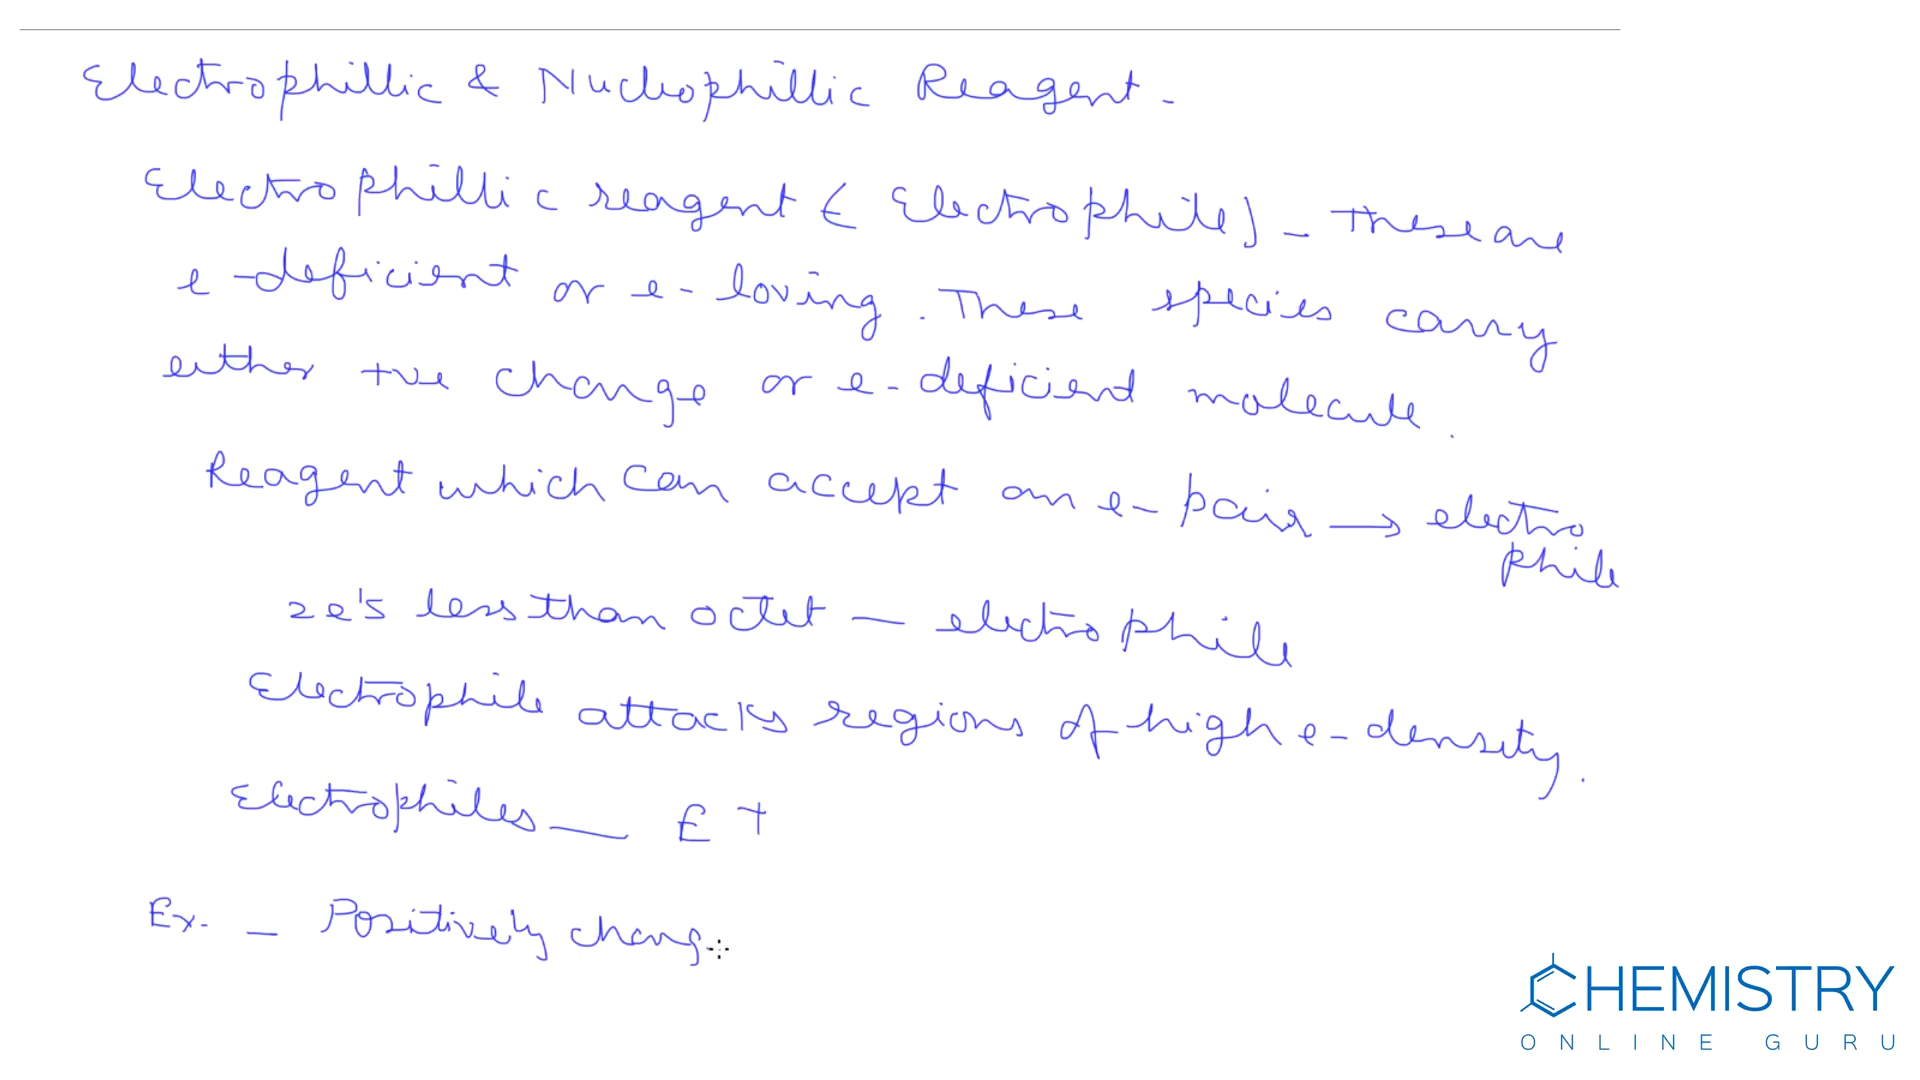 Electrophillic & Nucleophillic Reagent -
Electrophillic reagent ( Electrophile) - These are
e -deficient or e- loving. These species carry
either +ve charge or e- deficient molecule.
Reagent which can accept an e- pair → electro
phile
2e's less than octet — electrophile
Electrophile attacks regions of high e- density.
Electrophiles — E +
Ex. - Positively charg
CHEMISTRY
ONLINE GURU